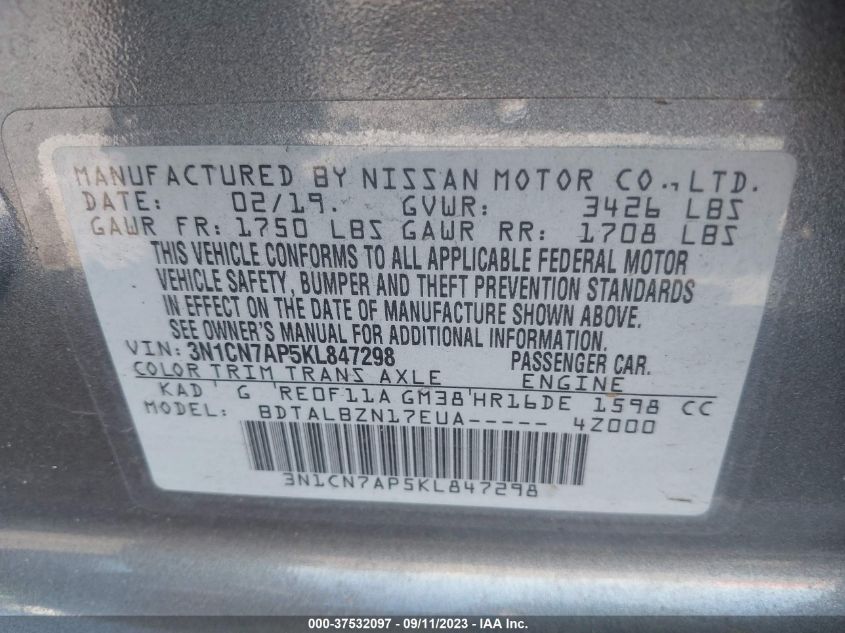 MANUFACTURED BY NISSAN MOTOR CO., LTD.
DATE: 02/19. GVWR: 3426 LBS
GAWR FR: 1750 LBS GAWR RR: 1708 LBS
THIS VEHICLE CONFORMS TO ALL APPLICABLE FEDERAL MOTOR
VEHICLE SAFETY, BUMPER AND THEFT PREVENTION STANDARDS
IN EFFECT ON THE DATE OF MANUFACTURE SHOWN ABOVE.
SEE OWNER'S MANUAL FOR ADDITIONAL INFORMATION.
VIN: 3N1CN7AP5KL847298 PASSENGER CAR.
COLOR TRIM TRANS AXLE ENGINE
KAD ' G 'RE0F11A GM38'HR16DE 1598 CC
MODEL: BDTALBZN17EUA----- 4Z000
3N1CN7AP5KL847298
000-37532097 - 09/11/2023 - IAA Inc.